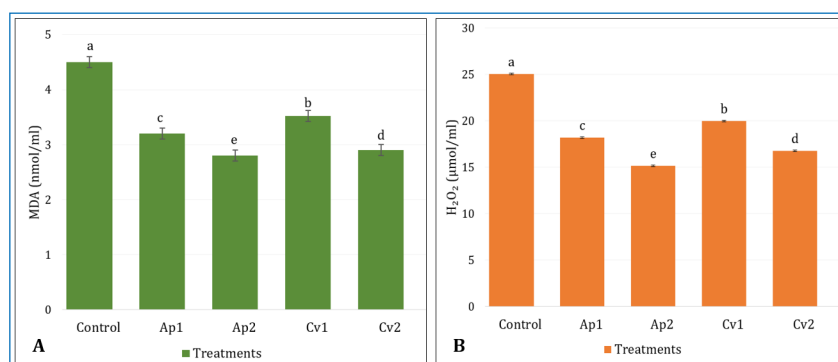 MDA (nmol/ml)
5
4
3
2
1
0
a
c
e
b
d
Control Ap1 Ap2 Cv1 Cv2
A
Treatments
H₂O₂ (µmol/ml)
30
25
20
15
10
5
0
a
c
e
b
d
Control Ap1 Ap2 Cv1 Cv2
B
Treatments